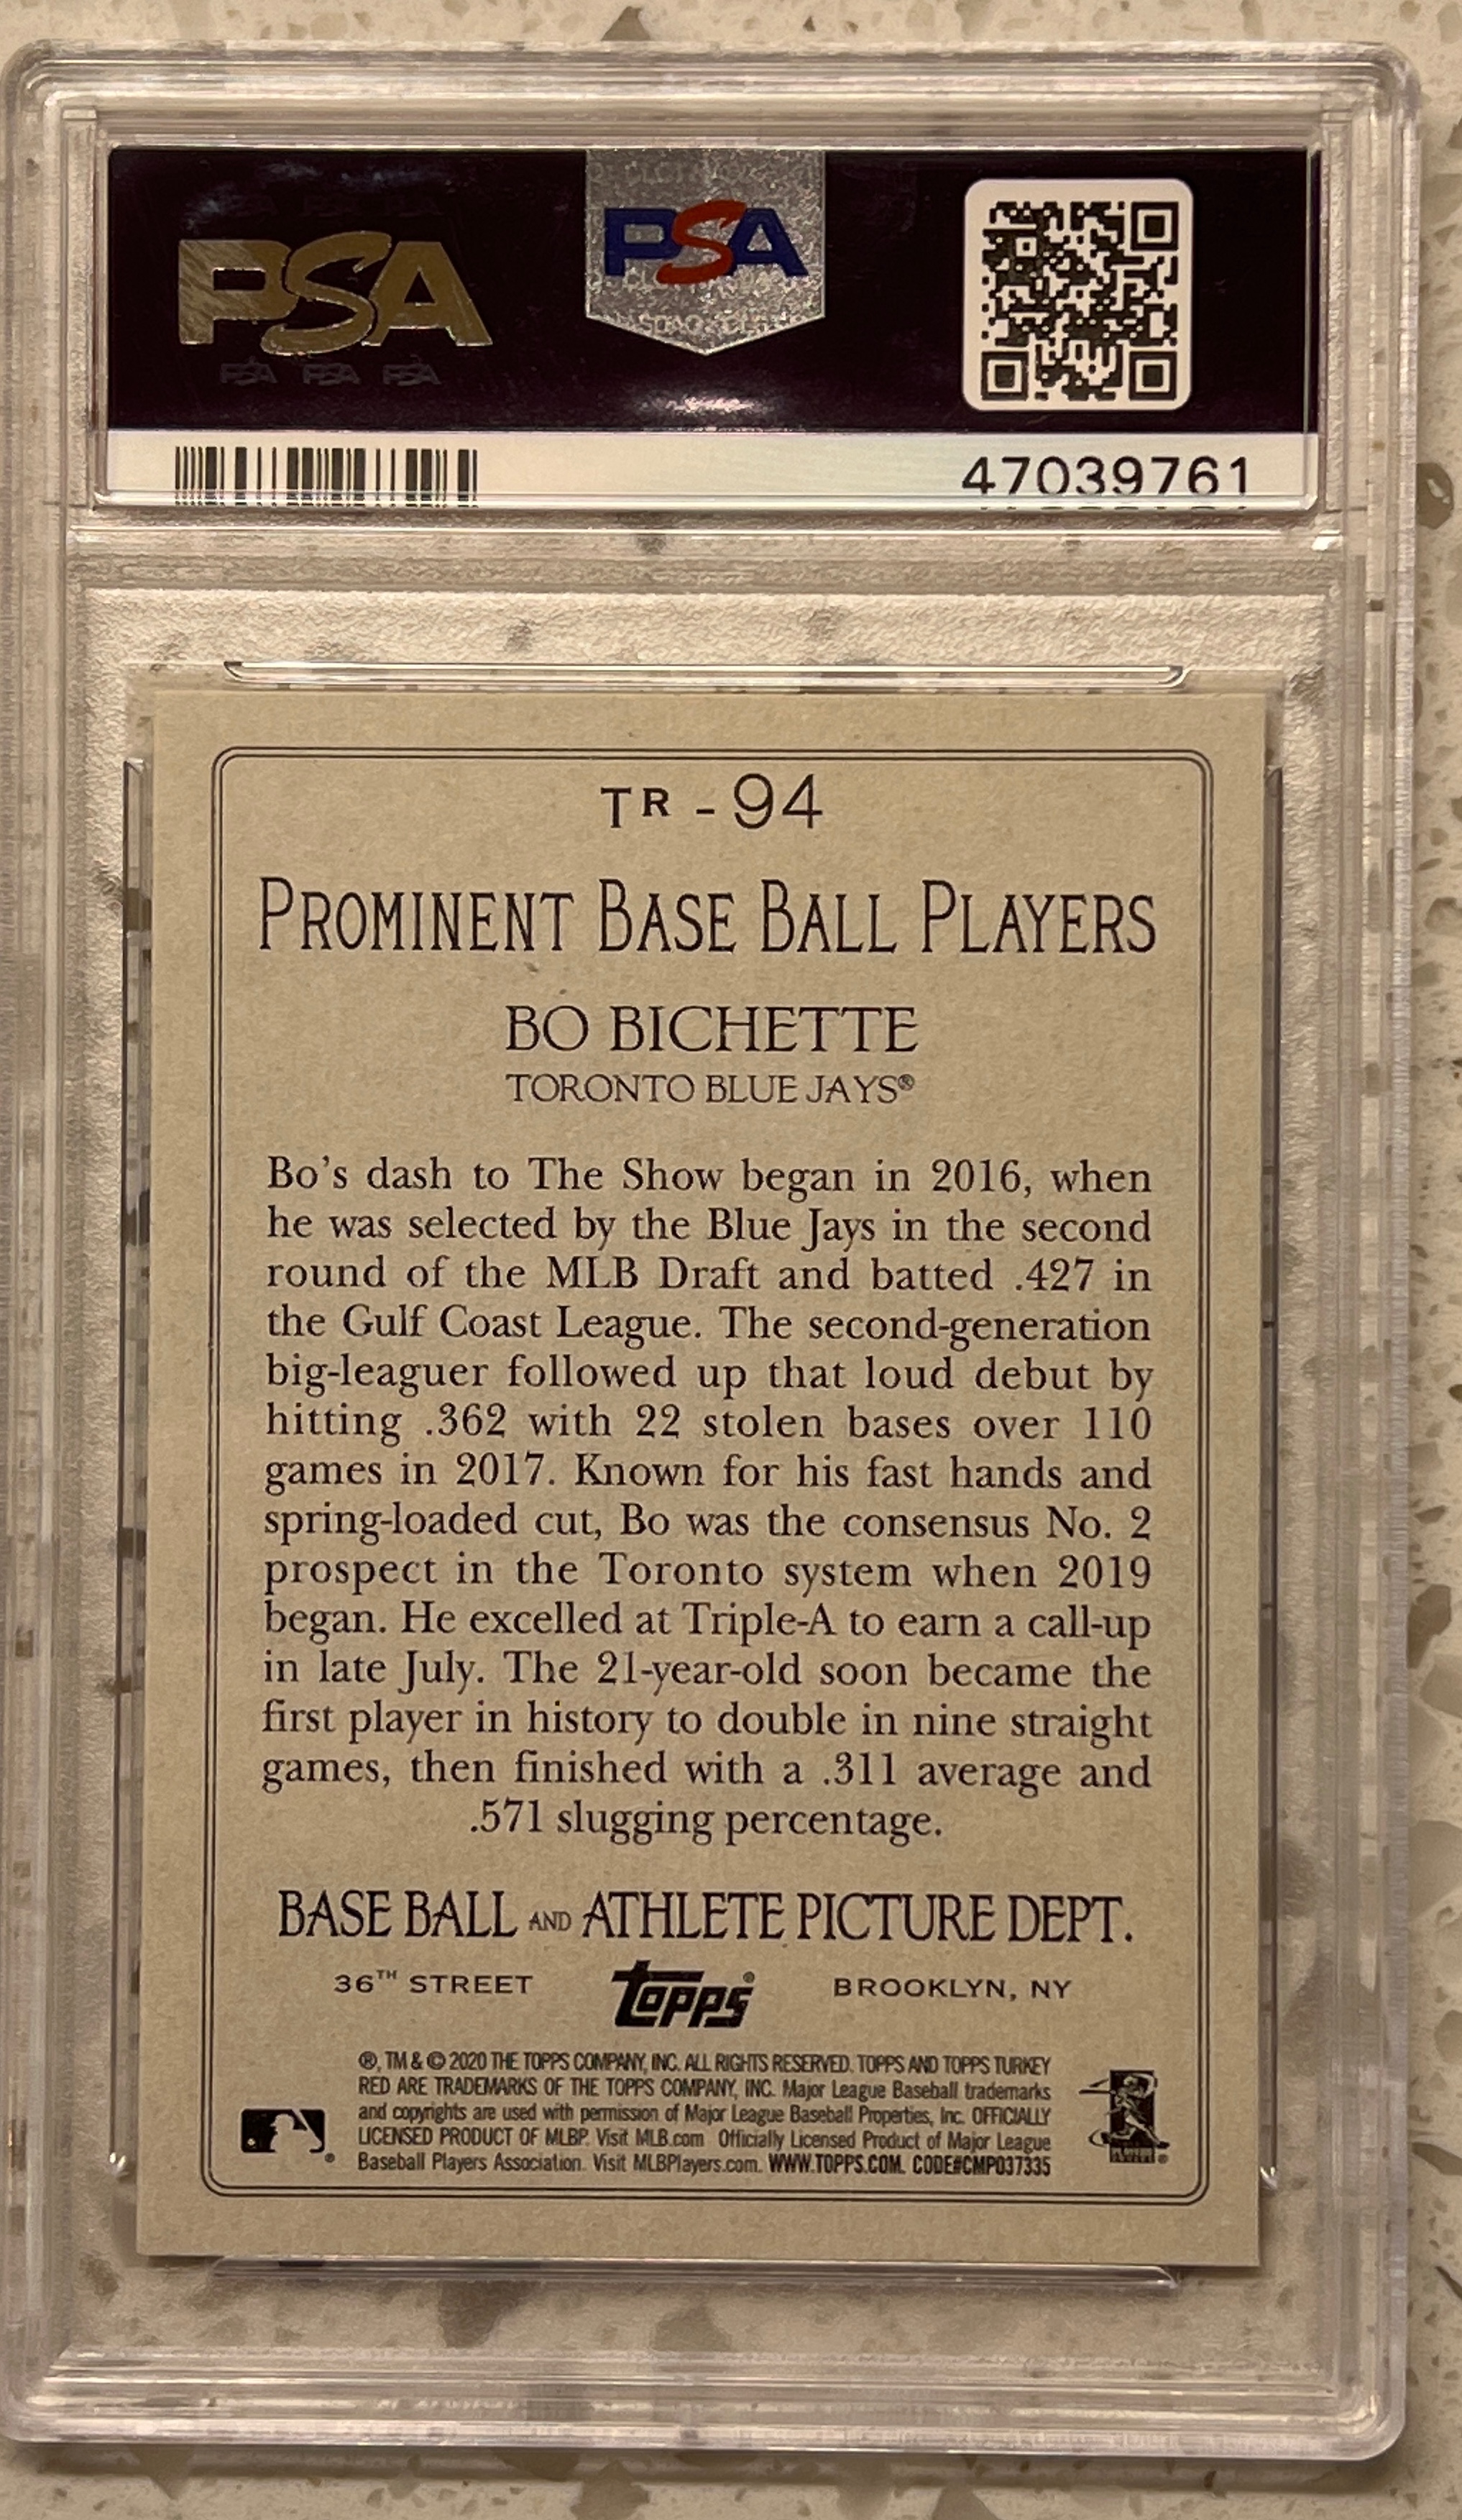 PSA
PSA
PSA PSA PSA
47039761
TR - 94
PROMINENT BASE BALL PLAYERS
BO BICHETTE
TORONTO BLUE JAYS®
Bo's dash to The Show began in 2016, when
he was selected by the Blue Jays in the second
round of the MLB Draft and batted .427 in
the Gulf Coast League. The second-generation
big-leaguer followed up that loud debut by
hitting .362 with 22 stolen bases over 110
games in 2017. Known for his fast hands and
spring-loaded cut, Bo was the consensus No. 2
prospect in the Toronto system when 2019
began. He excelled at Triple-A to earn a call-up
in late July. The 21-year-old soon became the
first player in history to double in nine straight
games, then finished with a .311 average and
.571 slugging percentage.
BASE BALL AND ATHLETE PICTURE DEPT.
36TH STREET topps® BROOKLYN, NY
®, TM & © 2020 THE TOPPS COMPANY, INC. ALL RIGHTS RESERVED. TOPPS AND TOPPS TURKEY
RED ARE TRADEMARKS OF THE TOPPS COMPANY, INC. Major League Baseball trademarks
and copyrights are used with permission of Major League Baseball Properties, Inc. OFFICIALLY
LICENSED PRODUCT OF MLBP. Visit MLB.com Officially Licensed Product of Major League
Baseball Players Association. Visit MLBPlayers.com. WWW.TOPPS.COM. CODE#CMP037335